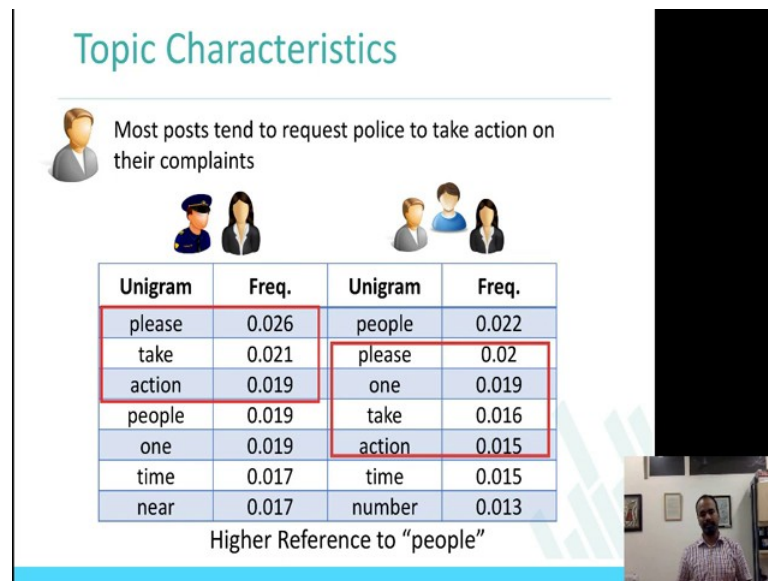 Topic Characteristics
Most posts tend to request police to take action on
their complaints
Unigram Freq. Unigram Freq.
please 0.026 people 0.022
take 0.021 please 0.02
action 0.019 one 0.019
people 0.019 take 0.016
one 0.019 action 0.015
time 0.017 time 0.015
near 0.017 number 0.013
Higher Reference to “people”